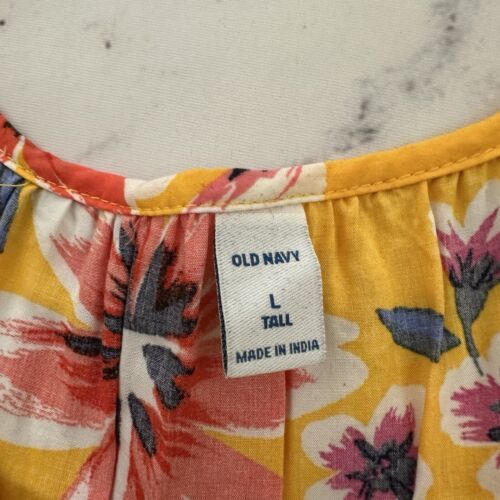 OLD NAVY
L
TALL
MADE IN INDIA